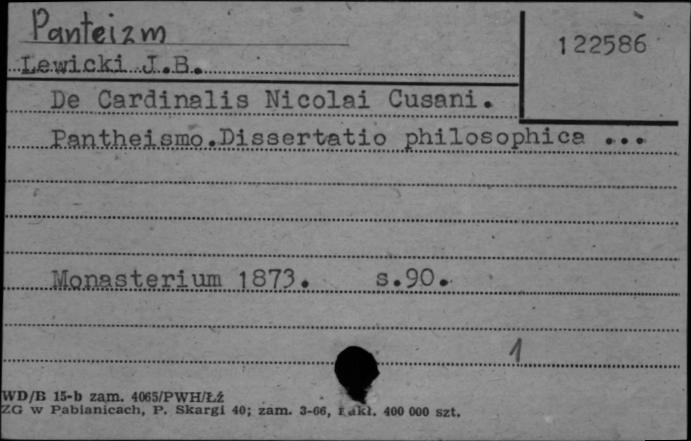 Panteizm
122586
Lewicki J.B.
De Cardinalis Nicolai Cusani.
Pantheismo.Dissertatio philosophica ...
Monasterium 1873. s.90.
1
WD/B 15-b zam. 4065/PWH/ŁŻ
ZG w Pabianicach, P. Skargi 40; zam. 3-66, nakł. 400 000 szt.